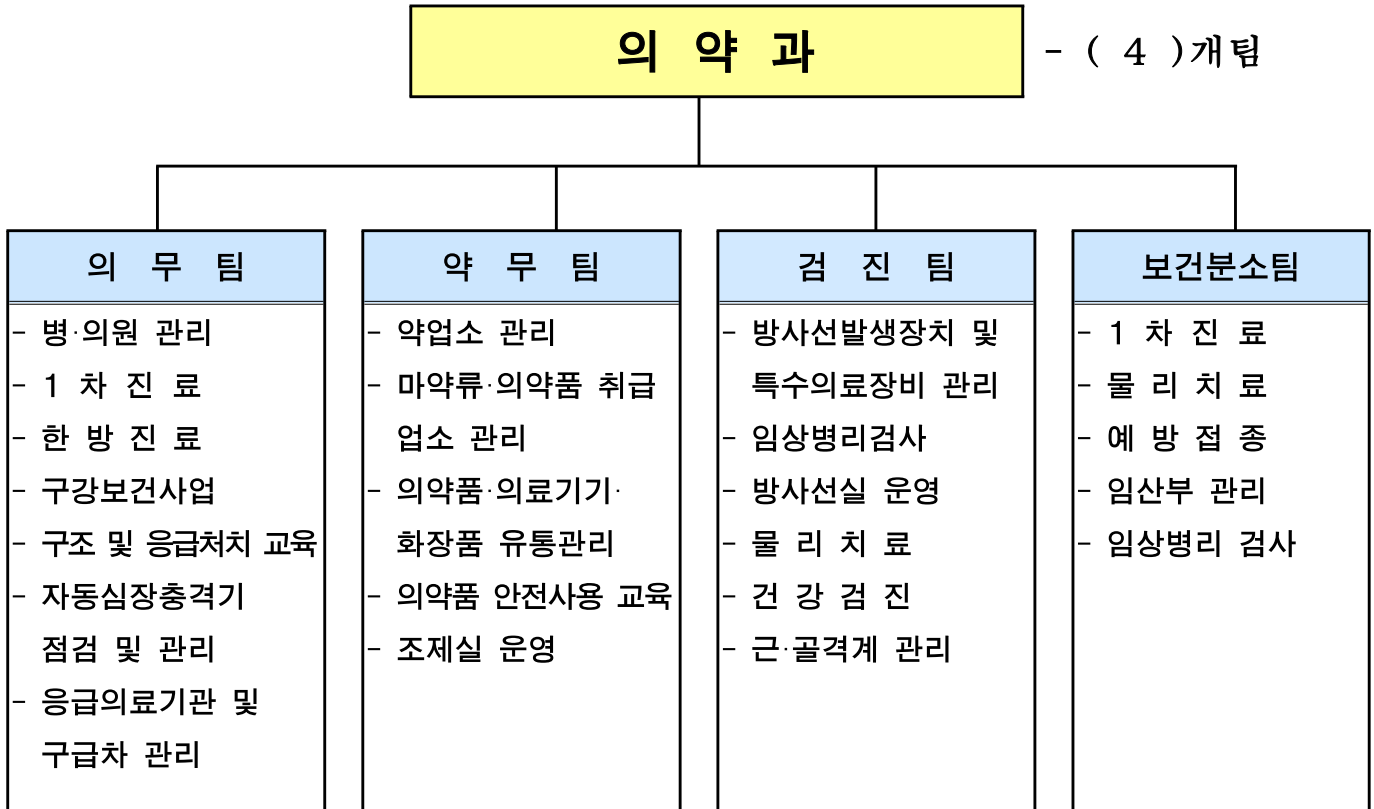 의 약 과
- ( 4 )개팀
의 무 팀
- 병·의원 관리
- 1 차 진 료
- 한 방 진 료
- 구강보건사업
- 구조 및 응급처치 교육
- 자동심장충격기
점검 및 관리
- 응급의료기관 및
구급차 관리
약 무 팀
- 약업소 관리
- 마약류·의약품 취급
업소 관리
- 의약품·의료기기·
화장품 유통관리
- 의약품 안전사용 교육
- 조제실 운영
검 진 팀
- 방사선발생장치 및
특수의료장비 관리
- 임상병리검사
- 방사선실 운영
- 물 리 치 료
- 건 강 검 진
- 근·골격계 관리
보건분소팀
- 1 차 진 료
- 물 리 치 료
- 예 방 접 종
- 임산부 관리
- 임상병리 검사